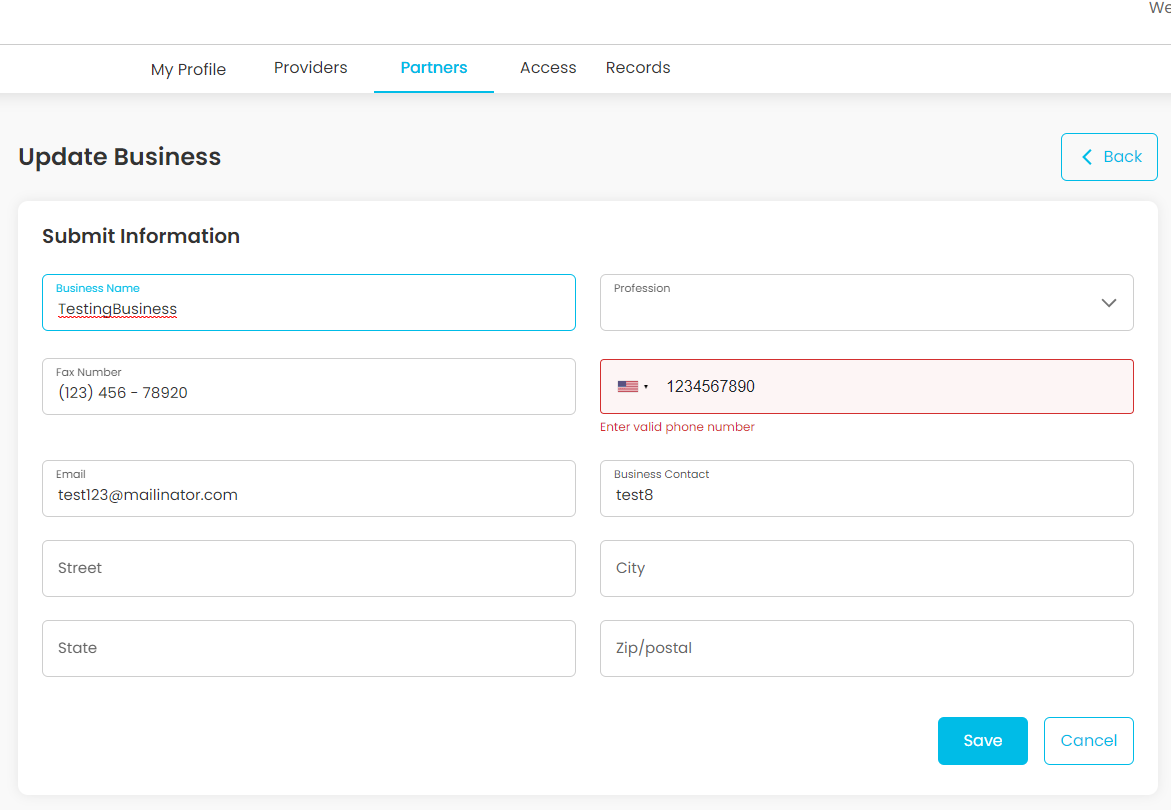 We
My Profile Providers Partners Access Records
Update Business
Back
Submit Information
Business Name
TestingBusiness
Profession
Fax Number
(123) 456 - 78920
1234567890
Enter valid phone number
Email
test123@mailinator.com
Business Contact
test8
Street
City
State
Zip/postal
Save
Cancel